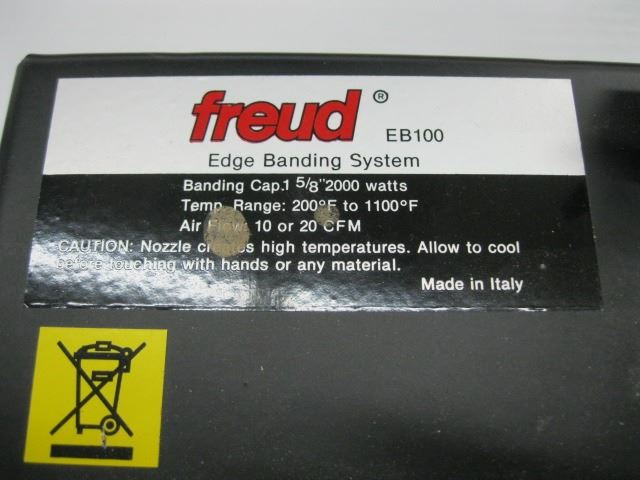 freud® EB100
Edge Banding System
Banding Cap.1 5/8"2000 watts
Temp. Range: 200°F to 1100°F
Air Flow: 10 or 20 CFM
CAUTION: Nozzle creates high temperatures. Allow to cool
before touching with hands or any material.
Made in Italy